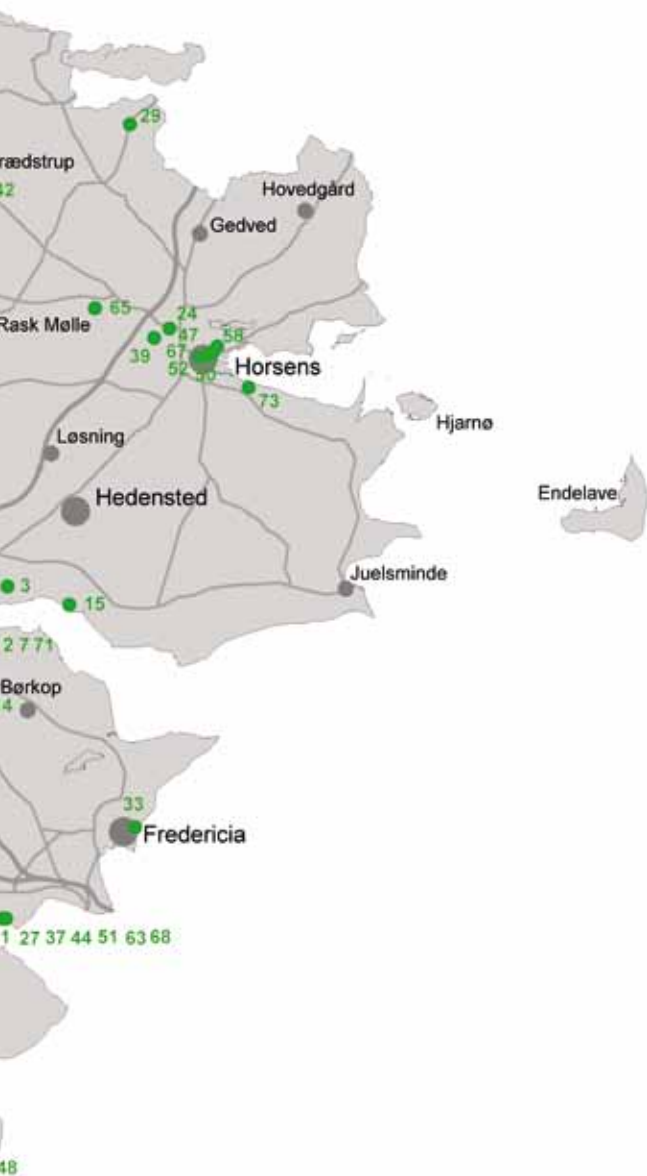 29
rædstrup
42
Hovedgård
Gedved
65
24
Rask Mølle
47
58
39
67
52
Horsens
73
Hjarnø
Løsning
Endelave
Hedensted
Juelsminde
3
15
2 7 71
Børkop
4
33
Fredericia
1 27 37 44 51 63 68
48